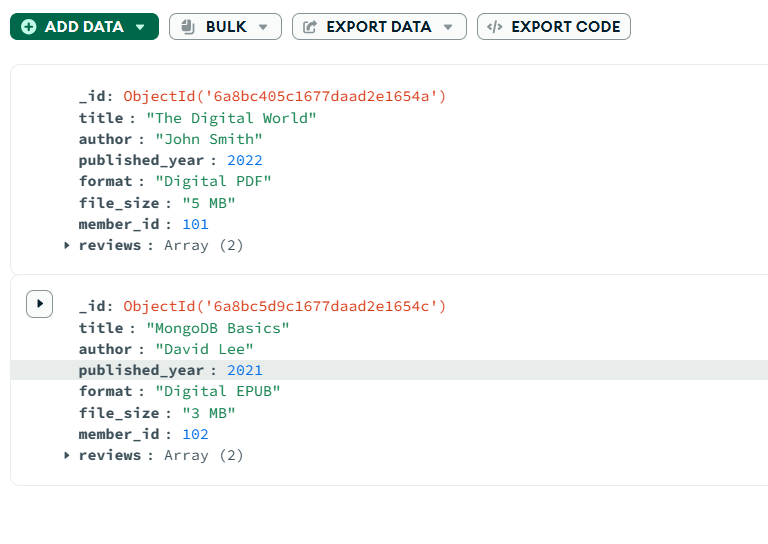 ADD DATA BULK EXPORT DATA EXPORT CODE
_id: ObjectId('6a8bc405c1677daad2e1654a')
title : "The Digital World"
author : "John Smith"
published_year : 2022
format : "Digital PDF"
file_size : "5 MB"
member_id : 101
reviews : Array (2)
_id: ObjectId('6a8bc5d9c1677daad2e1654c')
title : "MongoDB Basics"
author : "David Lee"
published_year : 2021
format : "Digital EPUB"
file_size : "3 MB"
member_id : 102
reviews : Array (2)